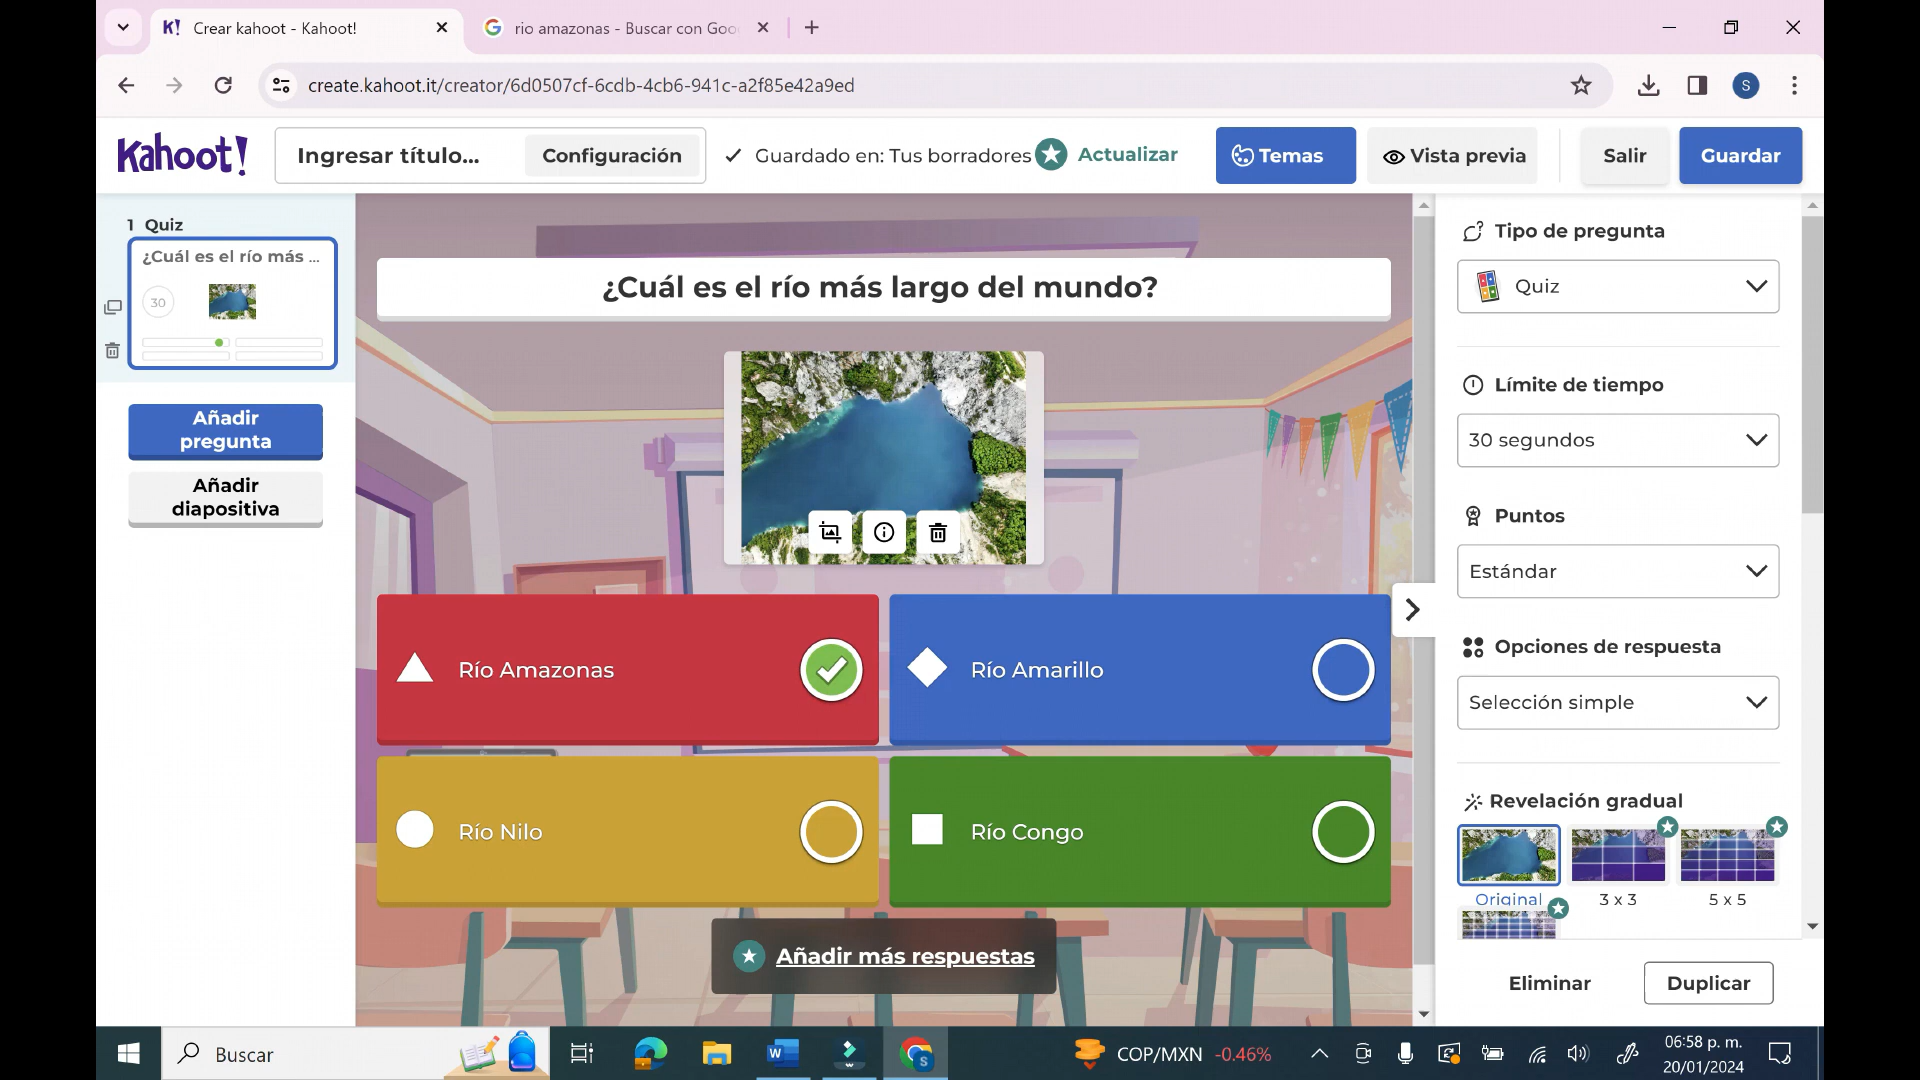 Crear kahoot - Kahoot!
rio amazonas - Buscar con Goo
create.kahoot.it/creator/6d0507cf-6cdb-4cb6-941c-a2f85e42a9ed
S
Kahoot!
Ingresar título...
Configuración
Guardado en: Tus borradores
Actualizar
Temas
Vista previa
Salir
Guardar
1 Quiz
¿Cuál es el río más ...
30
Añadir
pregunta
Añadir
diapositiva
¿Cuál es el río más largo del mundo?
Río Amazonas
Río Amarillo
Río Nilo
Río Congo
Añadir más respuestas
Tipo de pregunta
Quiz
Límite de tiempo
30 segundos
Puntos
Estándar
Opciones de respuesta
Selección simple
Revelación gradual
Original
3 x 3
5 x 5
Eliminar
Duplicar
Buscar
COP/MXN -0.46%
06:58 p. m.
20/01/2024